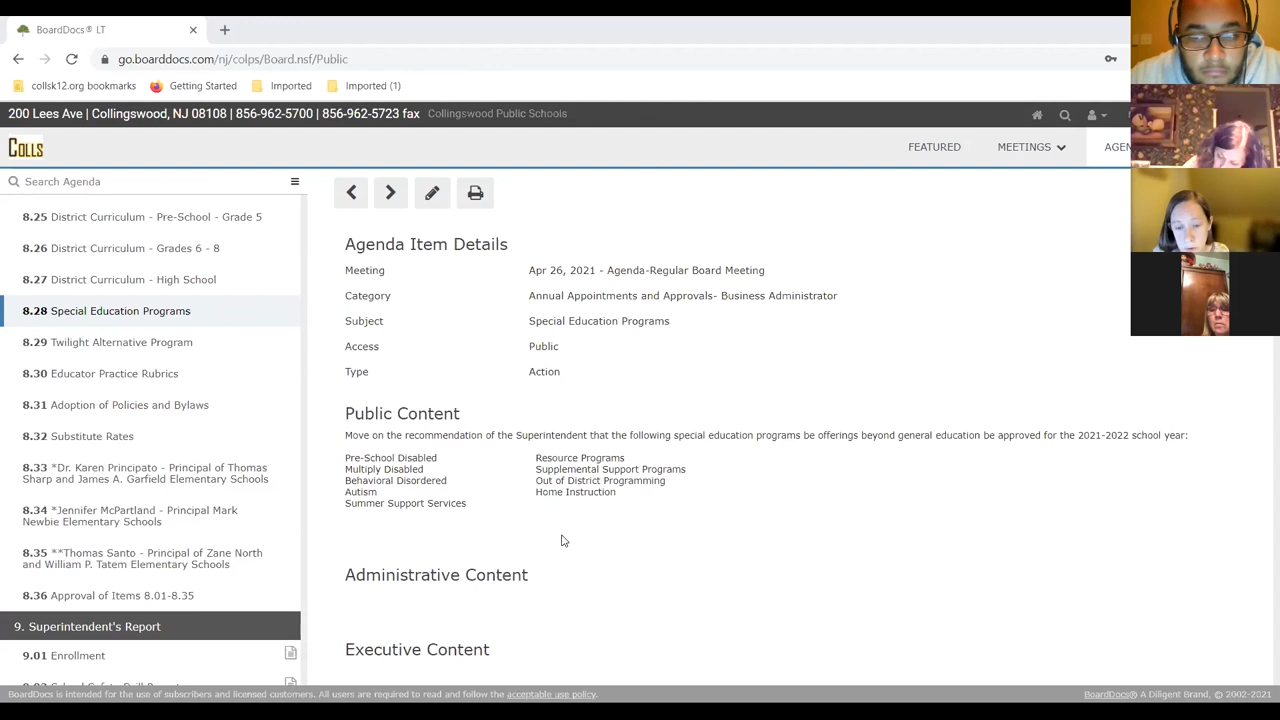 BoardDocs® LT
go.boarddocs.com/nj/colps/Board.nsf/Public
collsk12.org bookmarks Getting Started Imported Imported (1)
200 Lees Ave | Collingswood, NJ 08108 | 856-962-5700 | 856-962-5723 fax Collingswood Public Schools
COLLS
FEATURED MEETINGS AGEN
Search Agenda
8.25 District Curriculum - Pre-School - Grade 5
8.26 District Curriculum - Grades 6 - 8
8.27 District Curriculum - High School
8.28 Special Education Programs
8.29 Twilight Alternative Program
8.30 Educator Practice Rubrics
8.31 Adoption of Policies and Bylaws
8.32 Substitute Rates
8.33 *Dr. Karen Principato - Principal of Thomas
Sharp and James A. Garfield Elementary Schools
8.34 *Jennifer McPartland - Principal Mark
Newbie Elementary Schools
8.35 **Thomas Santo - Principal of Zane North
and William P. Tatem Elementary Schools
8.36 Approval of Items 8.01-8.35
9. Superintendent's Report
9.01 Enrollment
Agenda Item Details
Meeting Apr 26, 2021 - Agenda-Regular Board Meeting
Category Annual Appointments and Approvals- Business Administrator
Subject Special Education Programs
Access Public
Type Action
Public Content
Move on the recommendation of the Superintendent that the following special education programs be offerings beyond general education be approved for the 2021-2022 school year:
Pre-School Disabled Resource Programs
Multiply Disabled Supplemental Support Programs
Behavioral Disordered Out of District Programming
Autism Home Instruction
Summer Support Services
Administrative Content
Executive Content
BoardDocs is intended for the use of subscribers and licensed customers. All users are required to read and follow the acceptable use policy. BoardDocs® A Diligent Brand, © 2002-2021